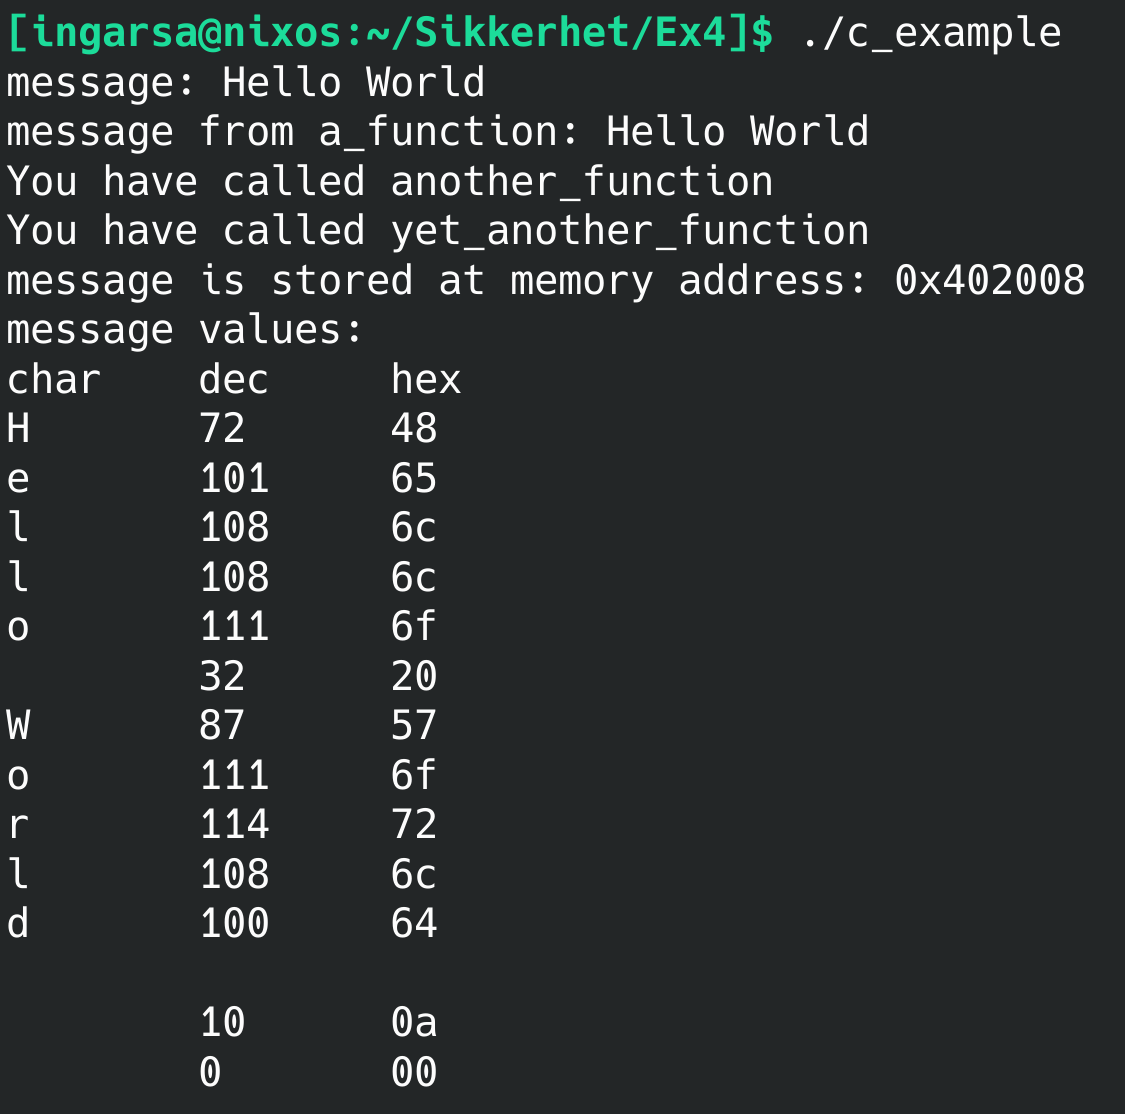 [ingarsa@nixos:~/Sikkerhet/Ex4]$ ./c_example
message: Hello World
message from a_function: Hello World
You have called another_function
You have called yet_another_function
message is stored at memory address: 0x402008
message values:
char    dec     hex
H       72      48
e       101     65
l       108     6c
l       108     6c
o       111     6f
        32      20
W       87      57
o       111     6f
r       114     72
l       108     6c
d       100     64

        10      0a
        0       00